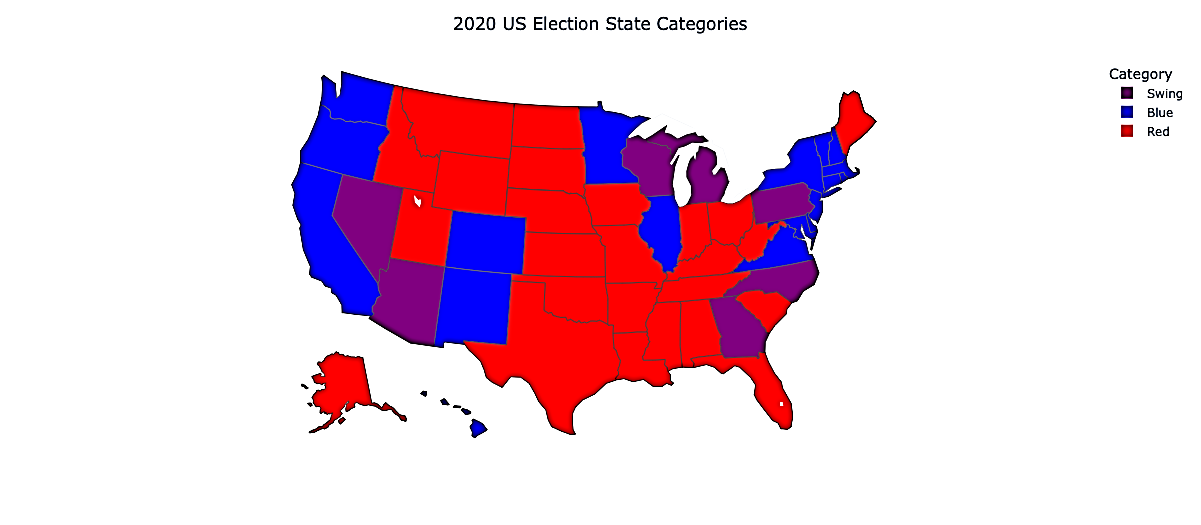 2020 US Election State Categories
Category
Swing
Blue
Red